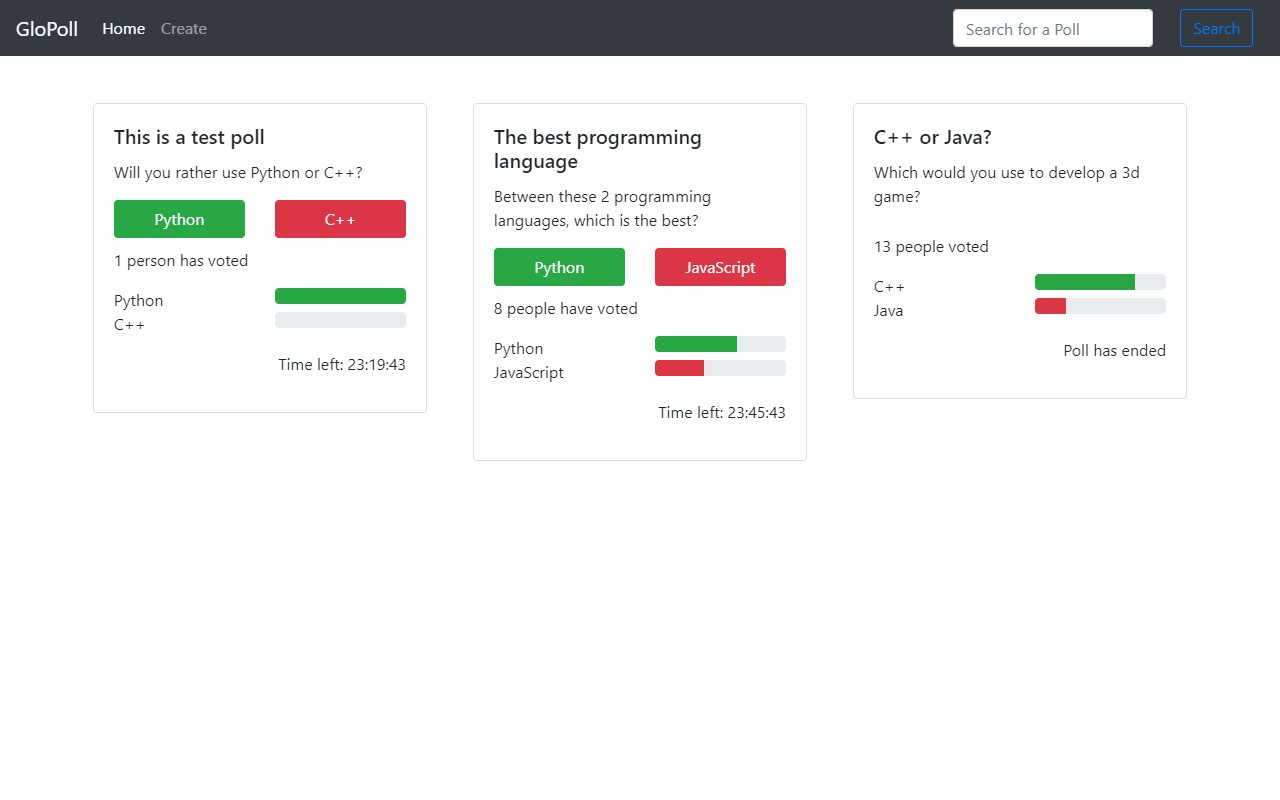 GloPoll Home Create Search for a Poll Search
This is a test poll
Will you rather use Python or C++?
Python C++
1 person has voted
Python
C++
Time left: 23:19:43
The best programming
language
Between these 2 programming
languages, which is the best?
Python JavaScript
8 people have voted
Python
JavaScript
Time left: 23:45:43
C++ or Java?
Which would you use to develop a 3d
game?
13 people voted
C++
Java
Poll has ended